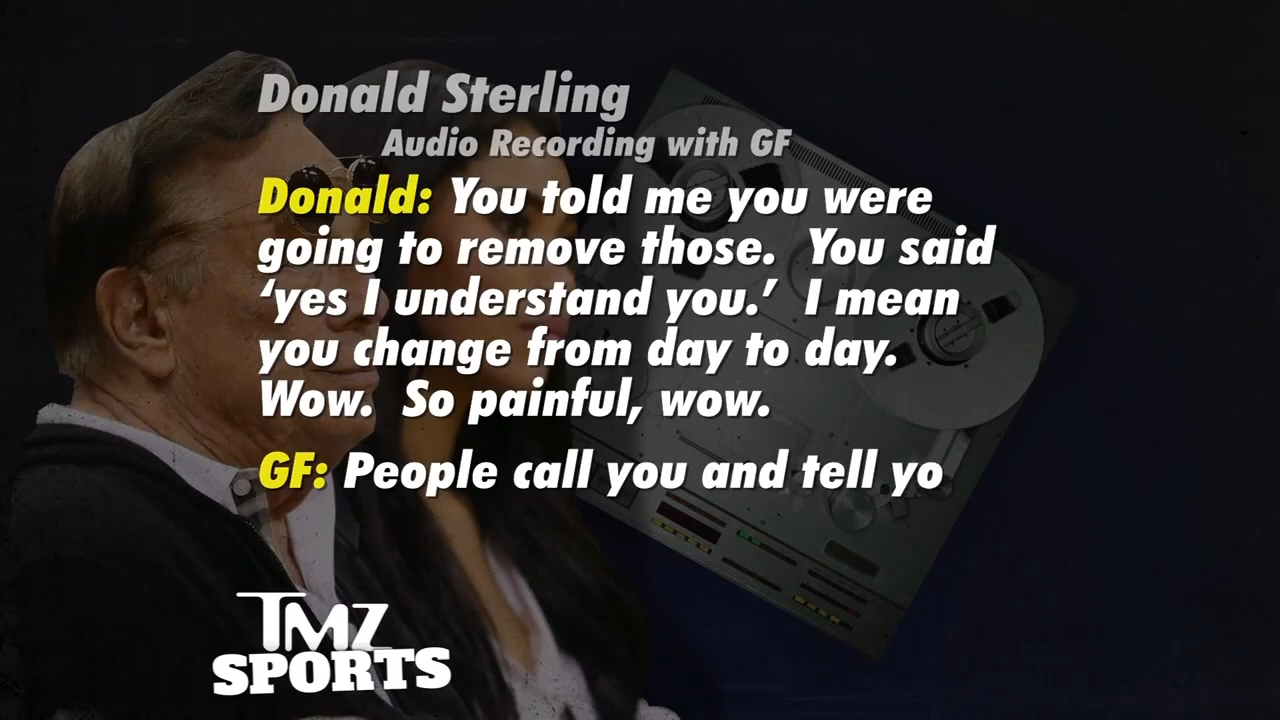 Donald Sterling
Audio Recording with GF
Donald: You told me you were
going to remove those.  You said
‘yes I understand you.’  I mean
you change from day to day.
Wow.  So painful, wow.
GF: People call you and tell yo
TMZ
SPORTS